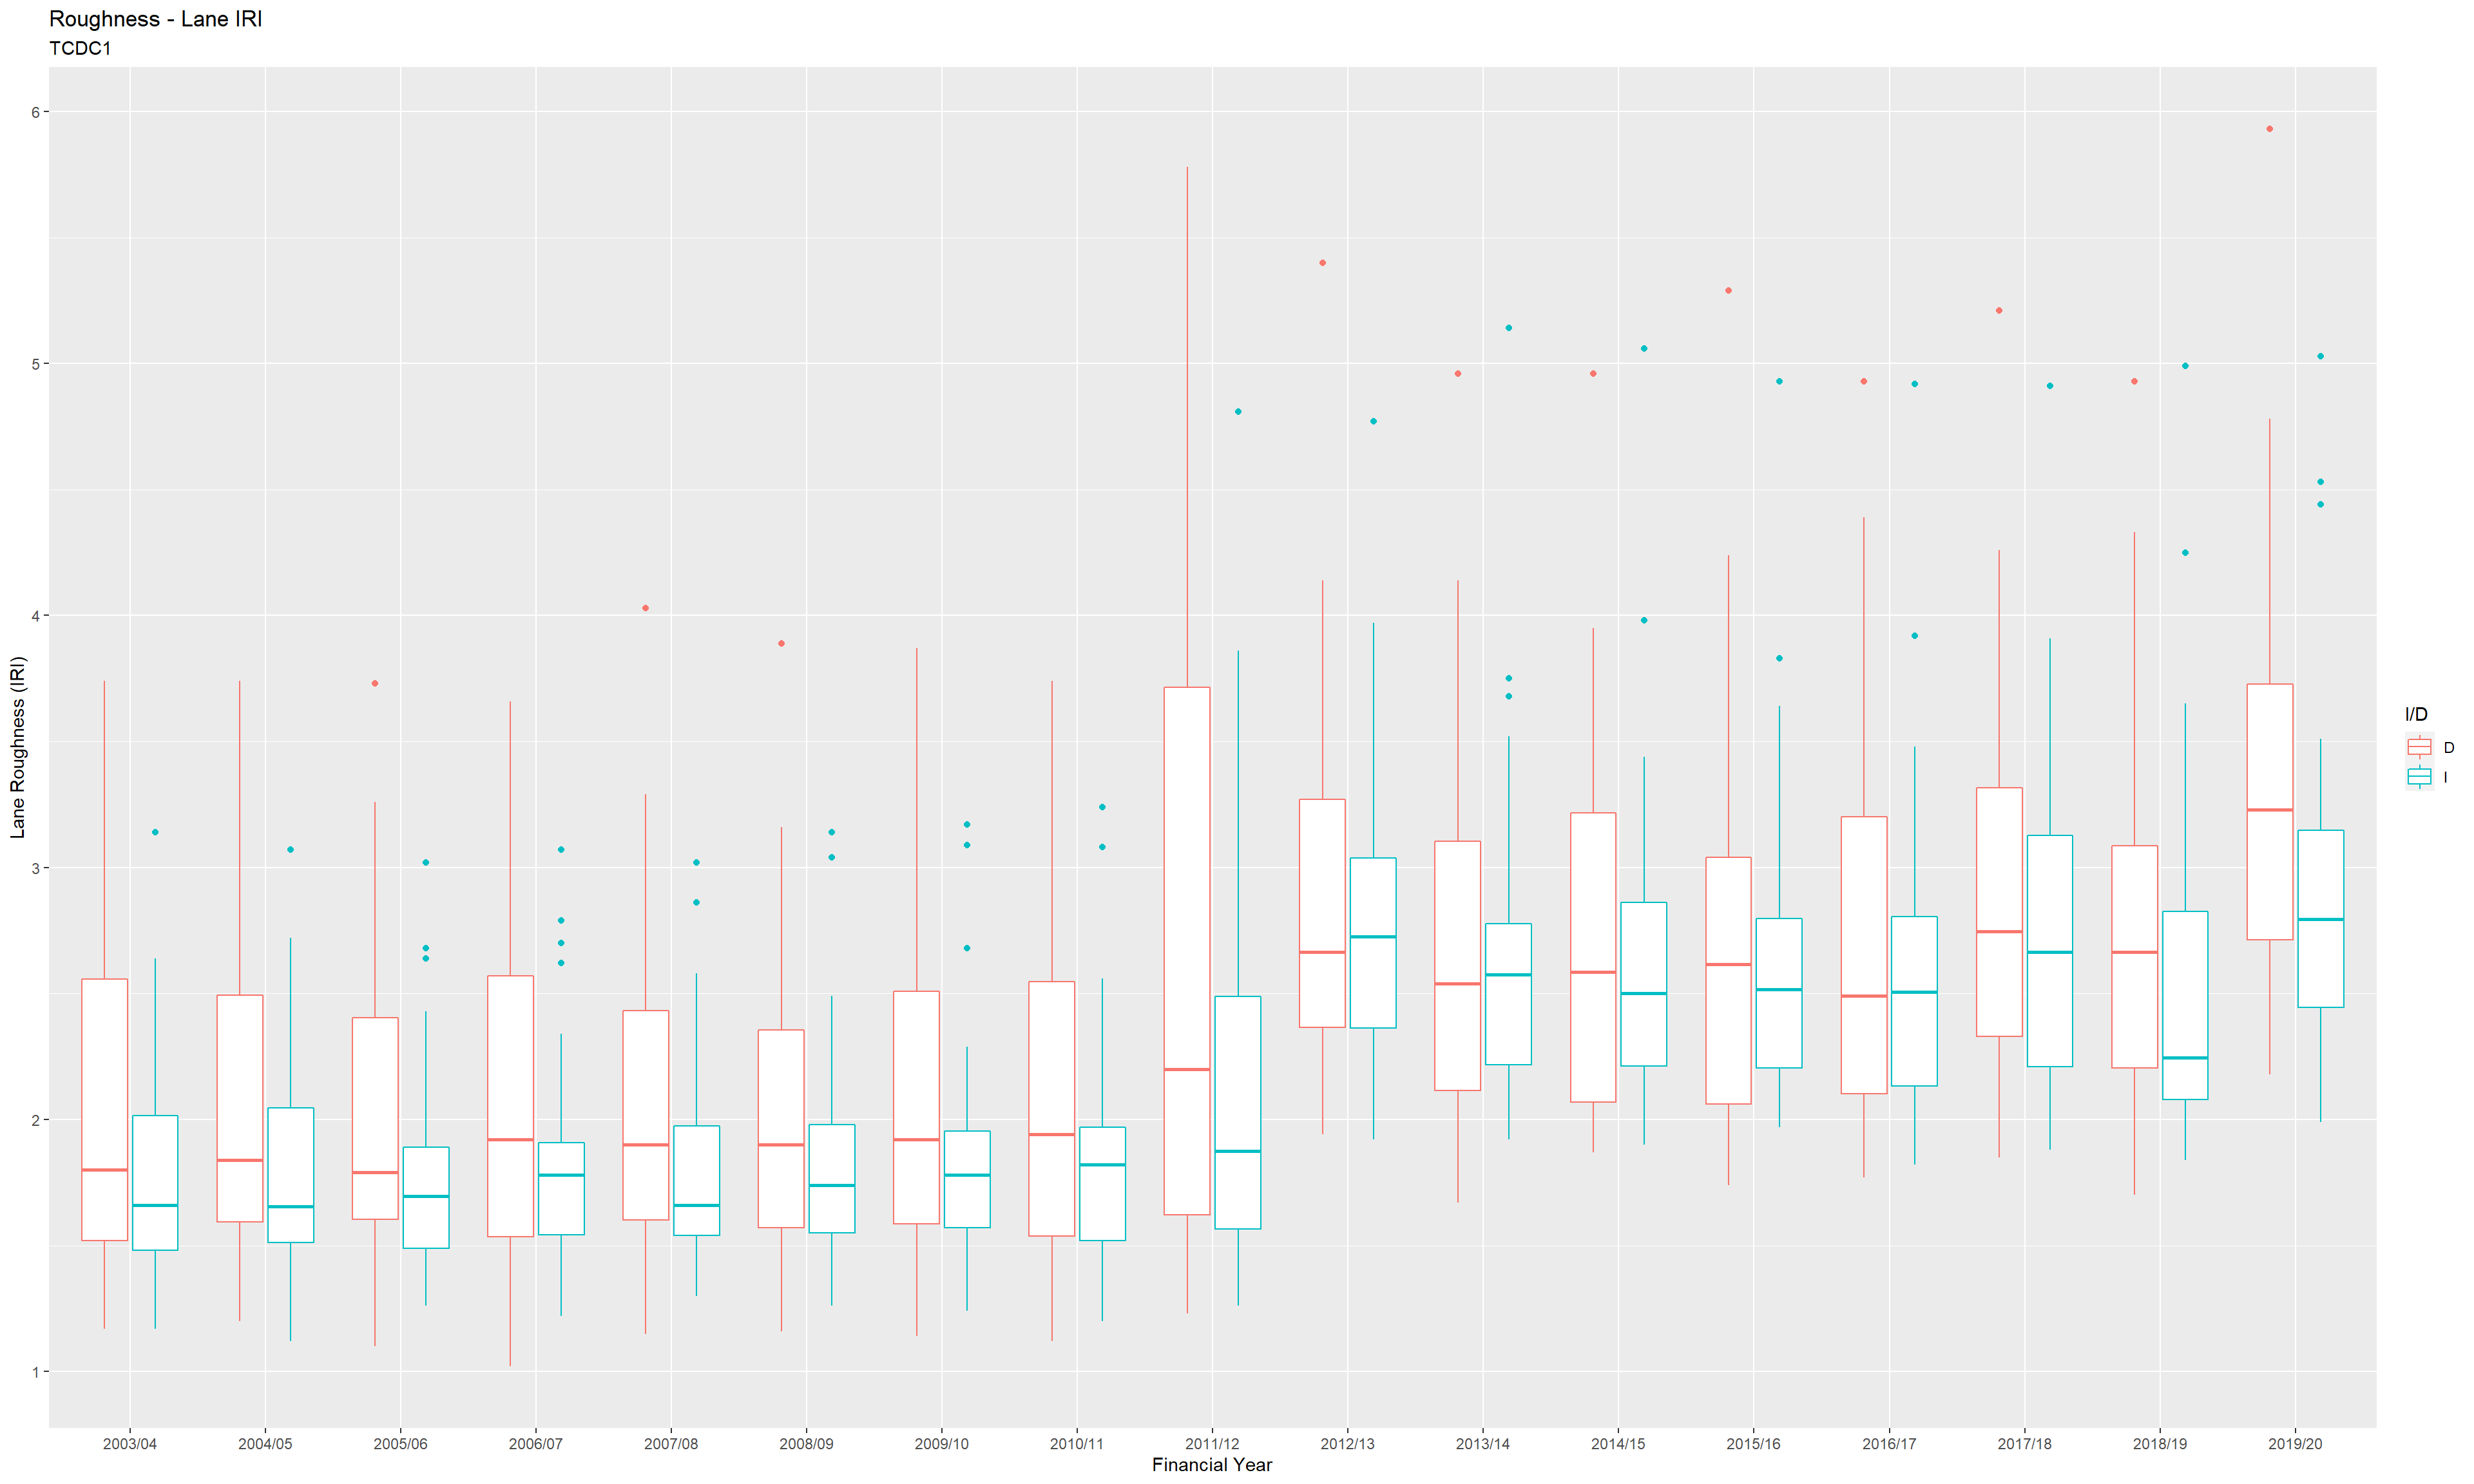 Roughness - Lane IRI
TCDC1
6
5
4
3
2
1
Lane Roughness (IRI)
2003/04 2004/05 2005/06 2006/07 2007/08 2008/09 2009/10 2010/11 2011/12 2012/13 2013/14 2014/15 2015/16 2016/17 2017/18 2018/19 2019/20
Financial Year
I/D
D
I